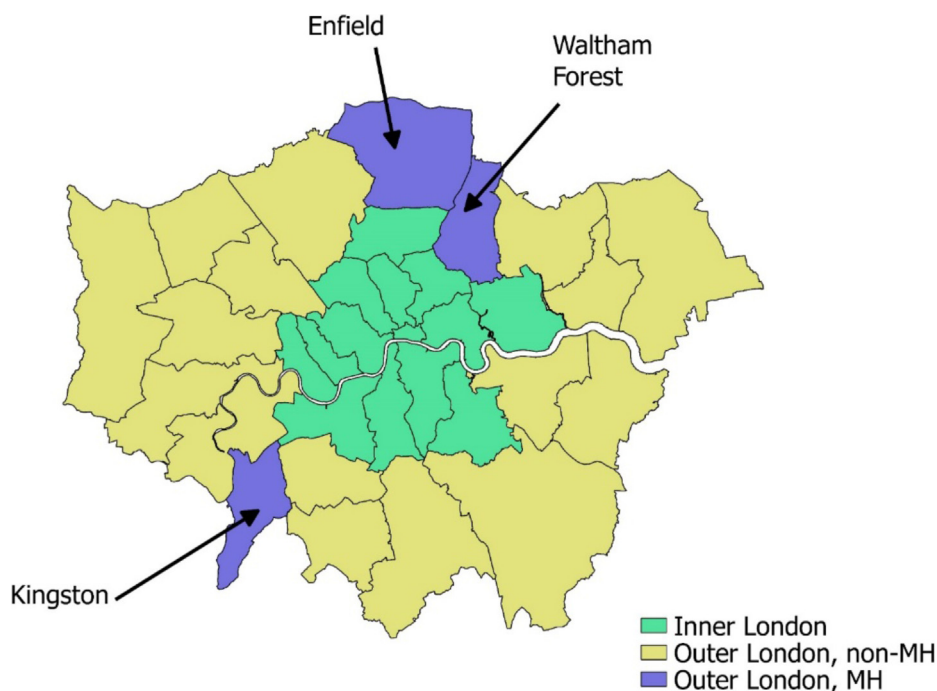 Enfield
Waltham
Forest
Kingston
Inner London
Outer London, non-MH
Outer London, MH